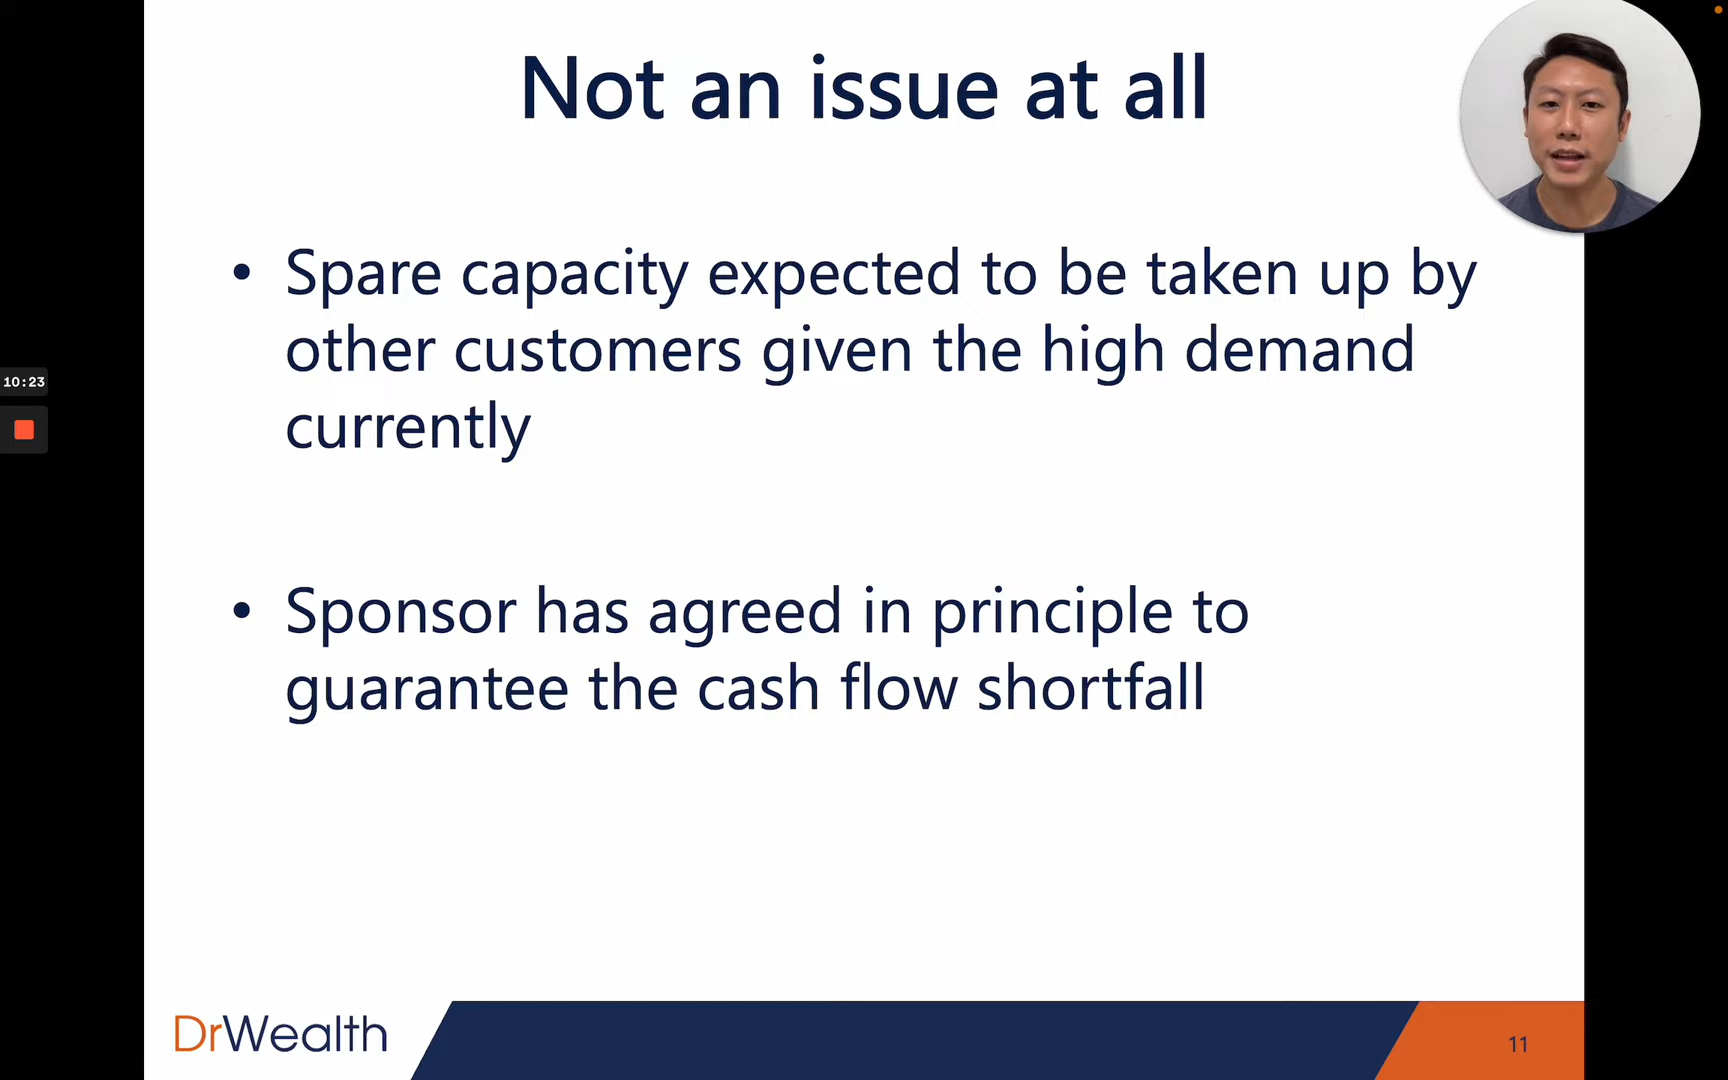 Not an issue at all
• Spare capacity expected to be taken up by
other customers given the high demand
currently
• Sponsor has agreed in principle to
guarantee the cash flow shortfall
10:23
DrWealth
11